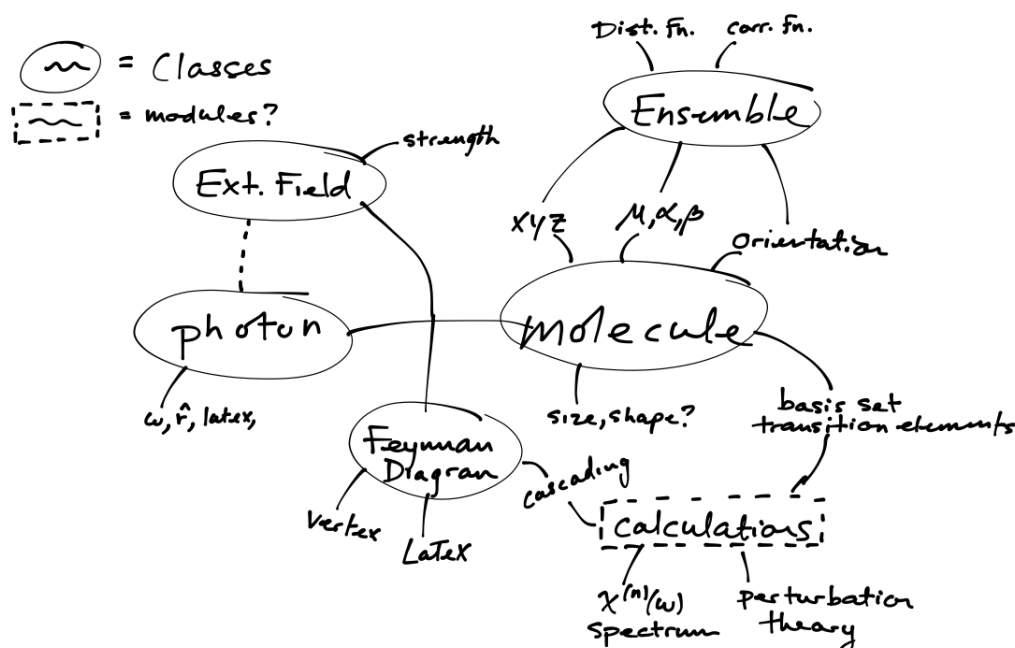 = Classes
= modules?
Dist. Fn. corr. fn.
Ensemble
strength
Ext. Field
XYZ
μ, α, β
orientation
photon
molecule
ω, r̂, latex,
size, shape?
basis set
transition elements
Feynman
Diagram
cascading
vertex
LaTeX
calculations
χ⁽ⁿ⁾(ω)
spectrum
perturbation
theory